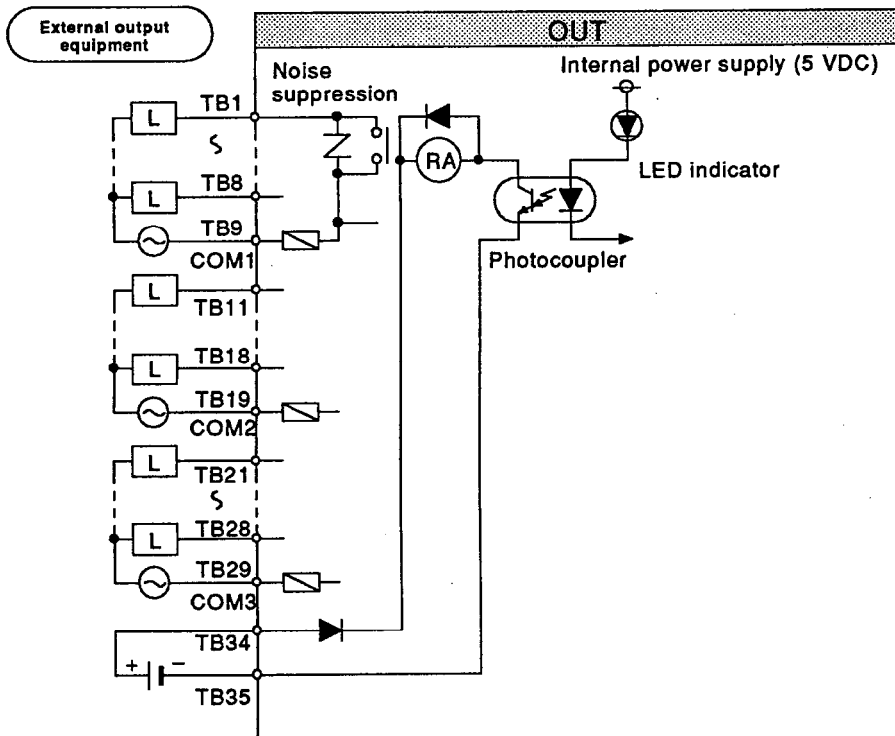 External output
equipment
OUT
Noise
suppression
Internal power supply (5 VDC)
LED indicator
RA
Photocoupler
L
TB1
L
TB8
TB9
COM1
L
TB11
L
TB18
TB19
COM2
L
TB21
L
TB28
TB29
COM3
TB34
+
−
TB35